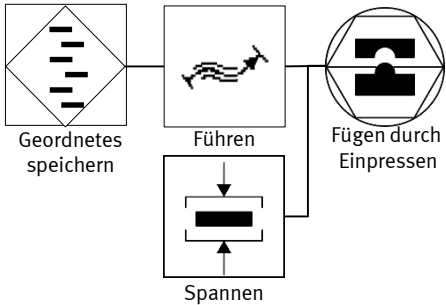 Geordnetes
speichern
Führen
Fügen durch
Einpressen
Spannen